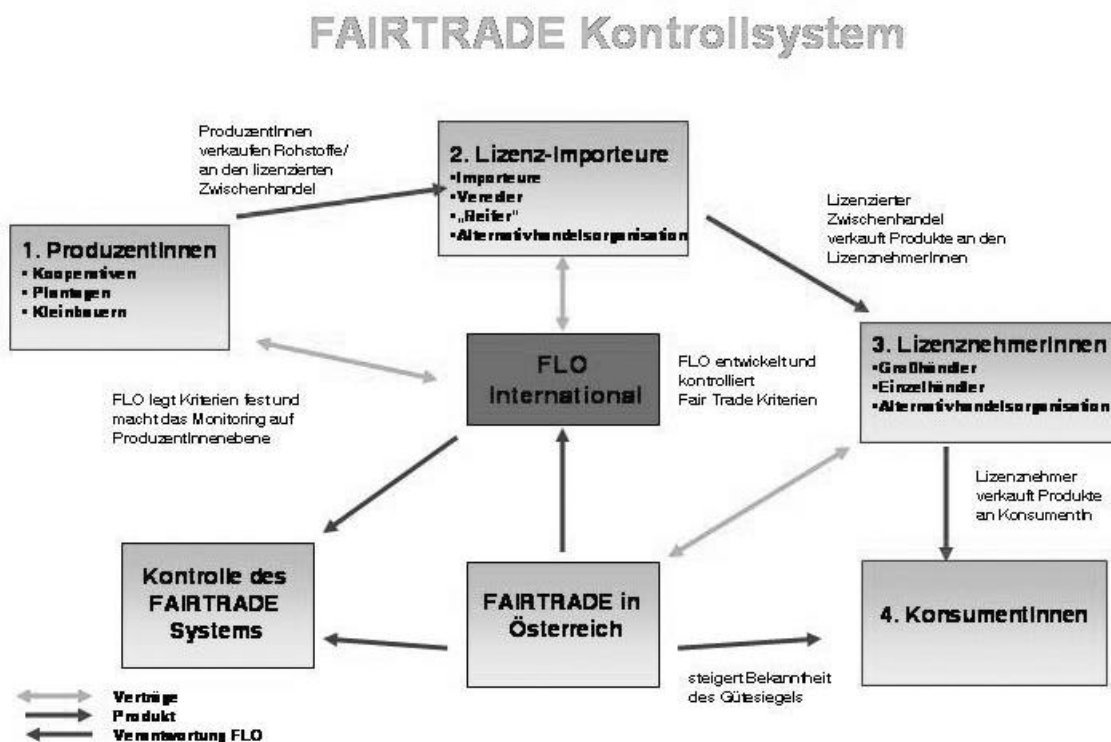 FAIRTRADE Kontrollsystem
ProduzentInnen
verkaufen Rohstoffe/
an den lizenzierten
Zwischenhandel
2. Lizenz-Importeure
•Importeure
•Veredler
•„Reifer“
•Alternativhandelsorganisation
Lizenzierter
Zwischenhandel
verkauft Produkte an den
LizenznehmerInnen
1. ProduzentInnen
• Kooperativen
• Plantagen
• Kleinbauern
FLO
International
FLO entwickelt und
kontrolliert
Fair Trade Kriterien
3. LizenznehmerInnen
•Großhändler
•Einzelhändler
•Alternativhandelsorganisation
FLO legt Kriterien fest und
macht das Monitoring auf
ProduzentInnenebene
Lizenznehmer
verkauft Produkte
an KonsumentIn
Kontrolle des
FAIRTRADE
Systems
FAIRTRADE in
Österreich
4. KonsumentInnen
steigert Bekanntheit
des Gütesiegels
Verträge
Produkt
Verantwortung FLO